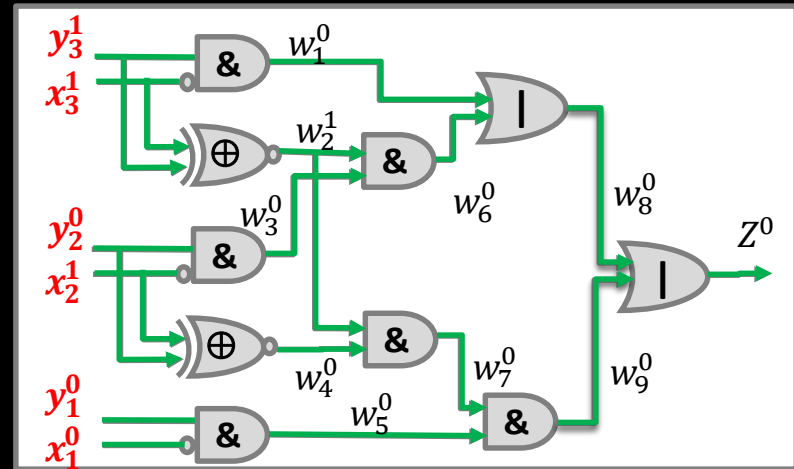 y₃¹
&
w₁⁰
x₃¹
|
⊕
w₂¹
&
w₆⁰
w₈⁰
w₃⁰
y₂⁰
&
x₂¹
Z⁰
|
⊕
w₄⁰
&
w₇⁰
w₉⁰
y₁⁰
&
w₅⁰
&
x₁⁰